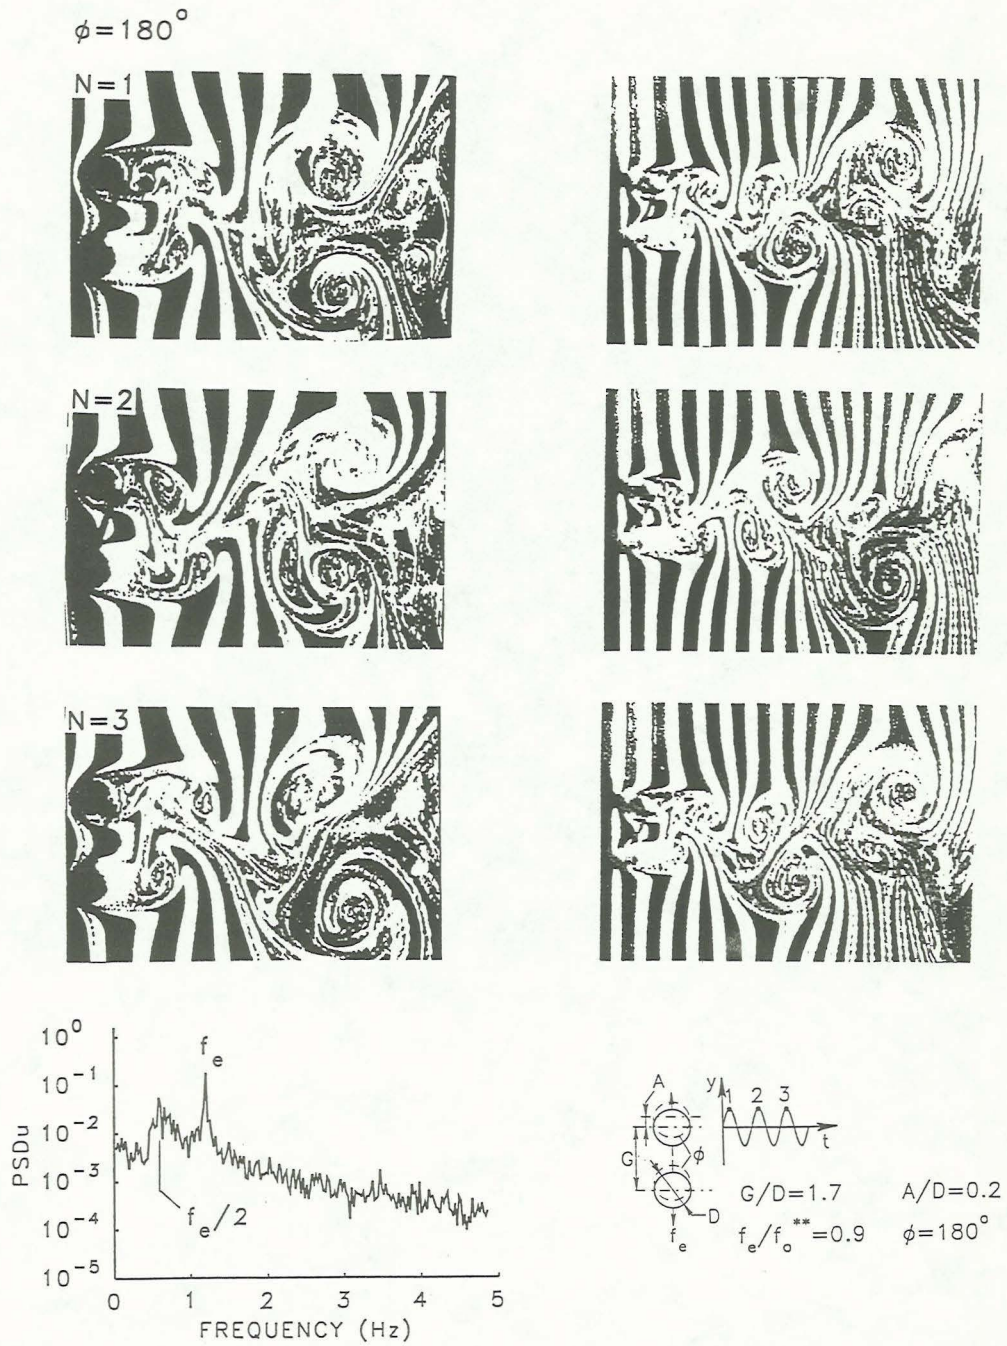 φ=180°
N=1
N=2
N=3
10⁰
10⁻¹
10⁻²
10⁻³
10⁻⁴
10⁻⁵
PSDu
f_e
f_e/2
0 1 2 3 4 5
FREQUENCY (Hz)
A
G
φ
D
f_e
y
1 2 3
t
G/D=1.7 A/D=0.2
f_e/f_o**=0.9 φ=180°